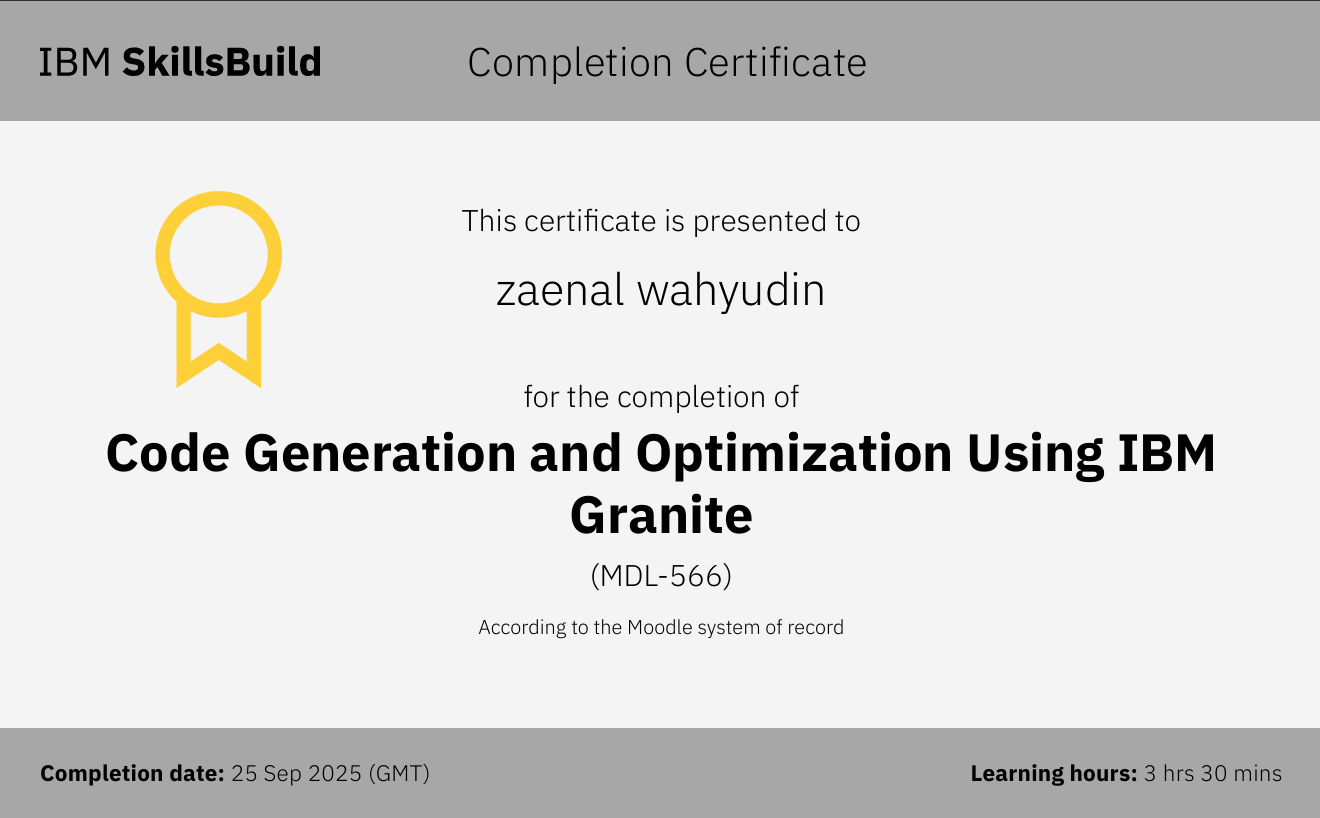 IBM SkillsBuild
Completion Certificate
This certificate is presented to
zaenal wahyudin
for the completion of
Code Generation and Optimization Using IBM
Granite
(MDL-566)
According to the Moodle system of record
Completion date: 25 Sep 2025 (GMT)
Learning hours: 3 hrs 30 mins